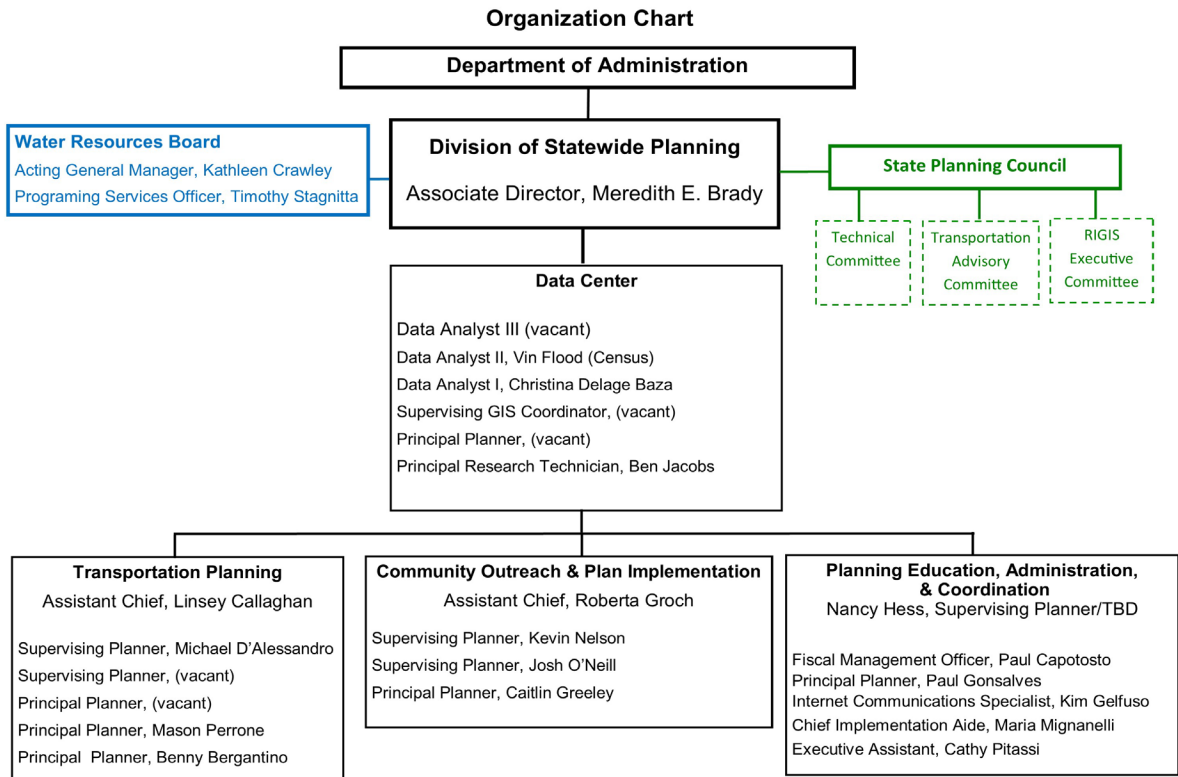 Organization Chart
Department of Administration
Water Resources Board
Acting General Manager, Kathleen Crawley
Programing Services Officer, Timothy Stagnitta
Division of Statewide Planning
Associate Director, Meredith E. Brady
State Planning Council
Technical
Committee
Transportation
Advisory
Committee
RIGIS
Executive
Committee
Data Center
Data Analyst III (vacant)
Data Analyst II, Vin Flood (Census)
Data Analyst I, Christina Delage Baza
Supervising GIS Coordinator, (vacant)
Principal Planner, (vacant)
Principal Research Technician, Ben Jacobs
Transportation Planning
Assistant Chief, Linsey Callaghan
Supervising Planner, Michael D’Alessandro
Supervising Planner, (vacant)
Principal Planner, (vacant)
Principal Planner, Mason Perrone
Principal  Planner, Benny Bergantino
Community Outreach & Plan Implementation
Assistant Chief, Roberta Groch
Supervising Planner, Kevin Nelson
Supervising Planner, Josh O’Neill
Principal Planner, Caitlin Greeley
Planning Education, Administration,
& Coordination
Nancy Hess, Supervising Planner/TBD
Fiscal Management Officer, Paul Capotosto
Principal Planner, Paul Gonsalves
Internet Communications Specialist, Kim Gelfuso
Chief Implementation Aide, Maria Mignanelli
Executive Assistant, Cathy Pitassi